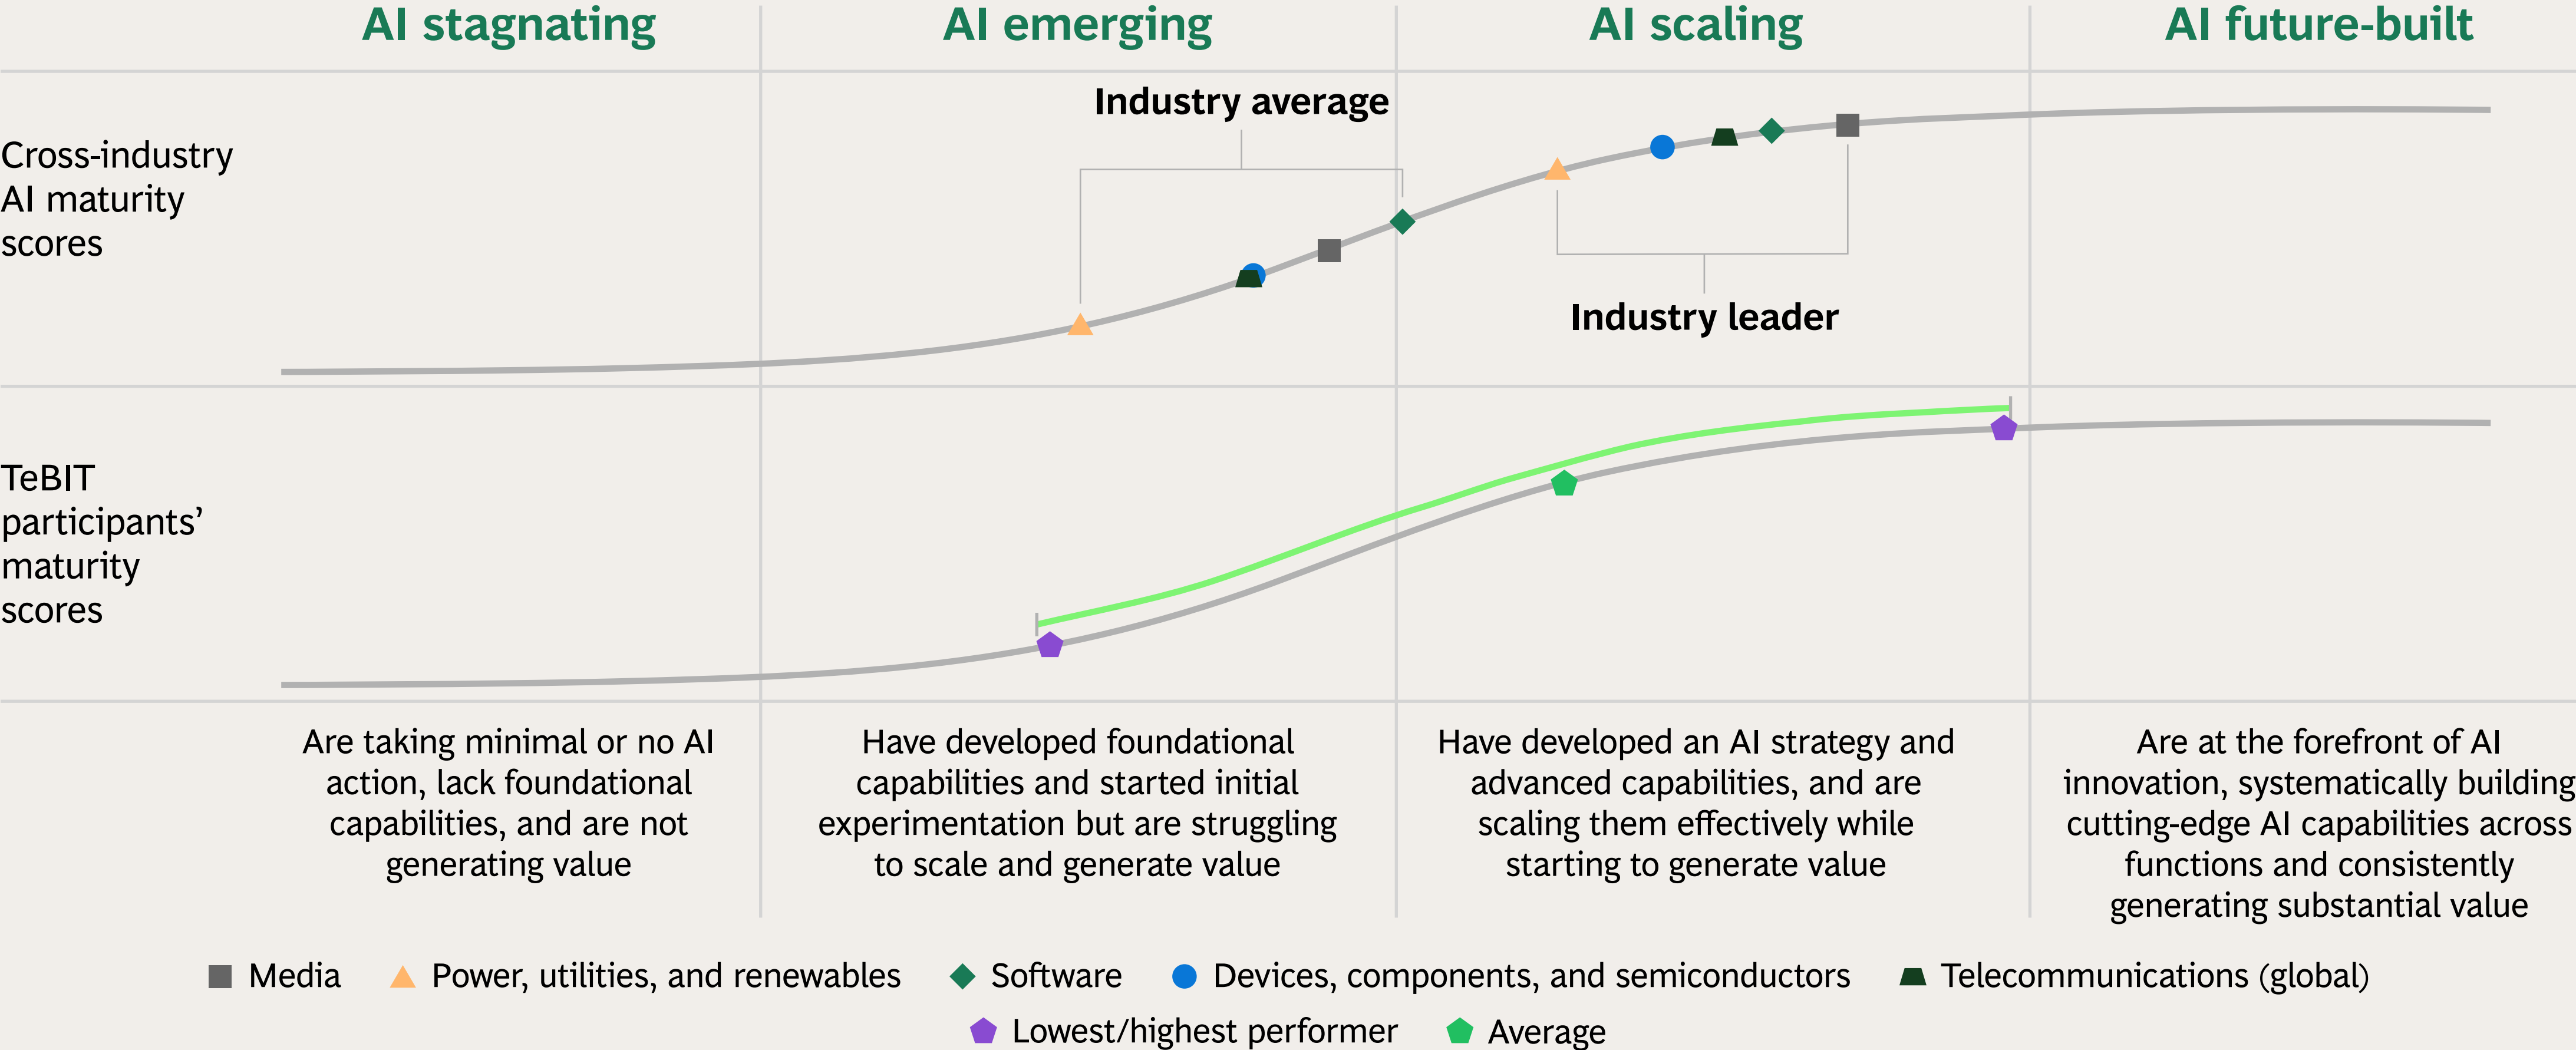 AI stagnating
AI emerging
AI scaling
AI future-built
Industry average
Cross-industry
AI maturity
scores
Industry leader
TeBIT
participants’
maturity
scores
Are taking minimal or no AI
action, lack foundational
capabilities, and are not
generating value
Have developed foundational
capabilities and started initial
experimentation but are struggling
to scale and generate value
Have developed an AI strategy and
advanced capabilities, and are
scaling them effectively while
starting to generate value
Are at the forefront of AI
innovation, systematically building
cutting-edge AI capabilities across
functions and consistently
generating substantial value
Media
Power, utilities, and renewables
Software
Devices, components, and semiconductors
Telecommunications (global)
Lowest/highest performer
Average